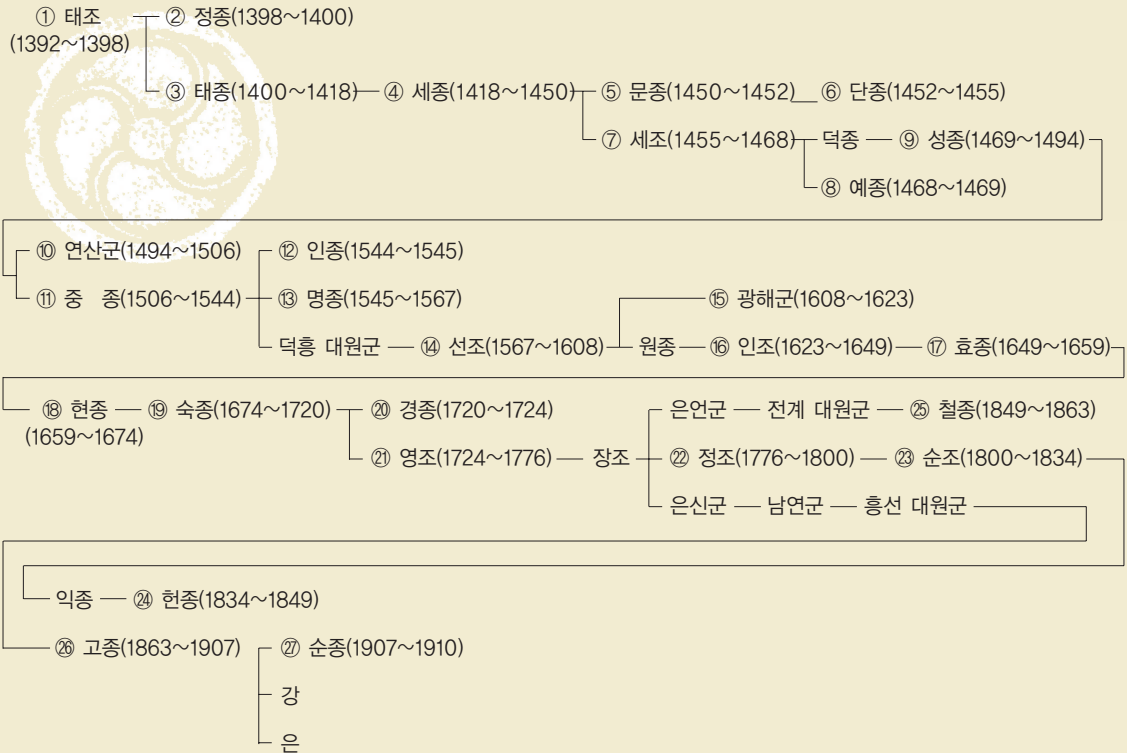 ① 태조 ② 정종(1398~1400)
(1392~1398)
③ 태종(1400~1418) ④ 세종(1418~1450) ⑤ 문종(1450~1452) ⑥ 단종(1452~1455)
⑦ 세조(1455~1468) 덕종 ⑨ 성종(1469~1494)
⑧ 예종(1468~1469)
⑩ 연산군(1494~1506) ⑫ 인종(1544~1545)
⑪ 중 종(1506~1544) ⑬ 명종(1545~1567) ⑮ 광해군(1608~1623)
덕흥 대원군 ⑭ 선조(1567~1608) 원종 ⑯ 인조(1623~1649) ⑰ 효종(1649~1659)
⑱ 현종 ⑲ 숙종(1674~1720) ⑳ 경종(1720~1724) 은언군 전계 대원군 ㉕ 철종(1849~1863)
(1659~1674)
㉑ 영조(1724~1776) 장조 ㉒ 정조(1776~1800) ㉓ 순조(1800~1834)
은신군 남연군 흥선 대원군
익종 ㉔ 헌종(1834~1849)
㉖ 고종(1863~1907) ㉗ 순종(1907~1910)
강
은